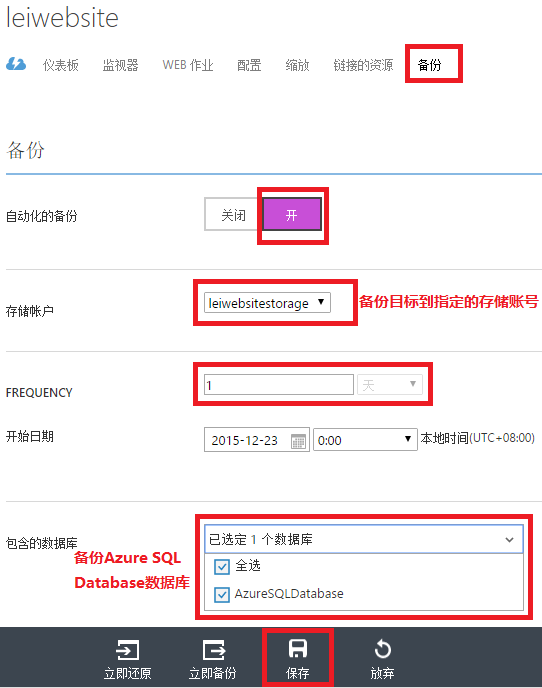 leiwebsite
仪表板 监视器 WEB 作业 配置 缩放 链接的资源 备份
备份
自动化的备份 关闭 开
存储帐户 leiwebsitestorage 备份目标到指定的存储账号
FREQUENCY 1 天
开始日期 2015-12-23 0:00 本地时间(UTC+08:00)
包含的数据库 已选定 1 个数据库
备份Azure SQL
Database数据库
全选
AzureSQLDatabase
立即还原 立即备份 保存 放弃